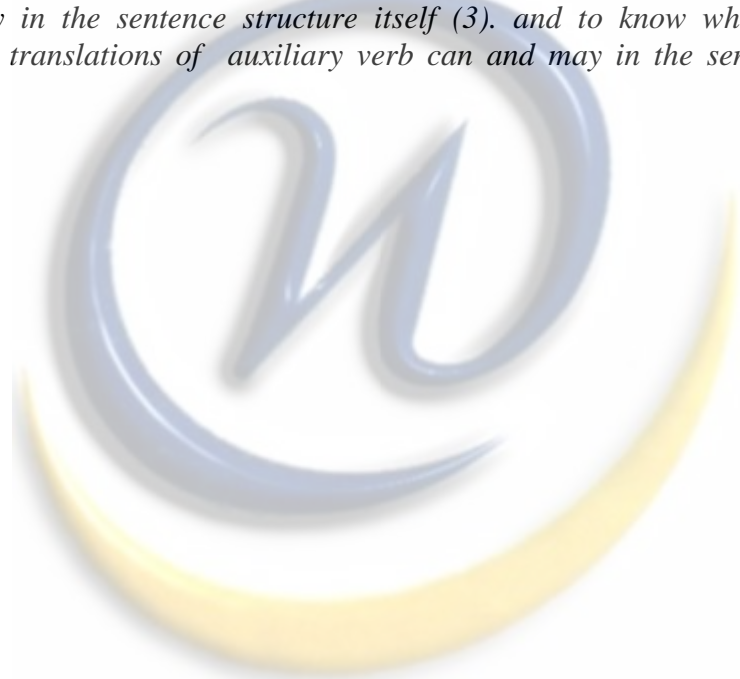 in the sentence structure itself (3). and to know wh
translations of auxiliary verb can and may in the ser